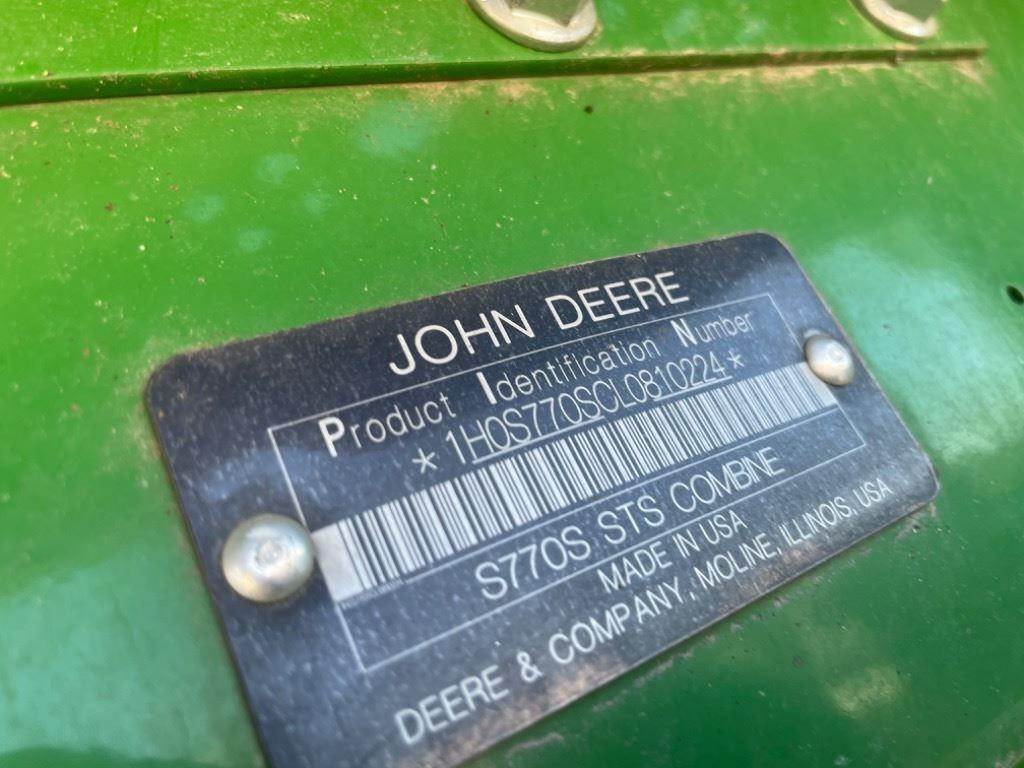 JOHN DEERE
Product Identification Number
*1H0S770SCL0810224*
S770S STS COMBINE
MADE IN USA
DEERE & COMPANY, MOLINE, ILLINOIS, USA